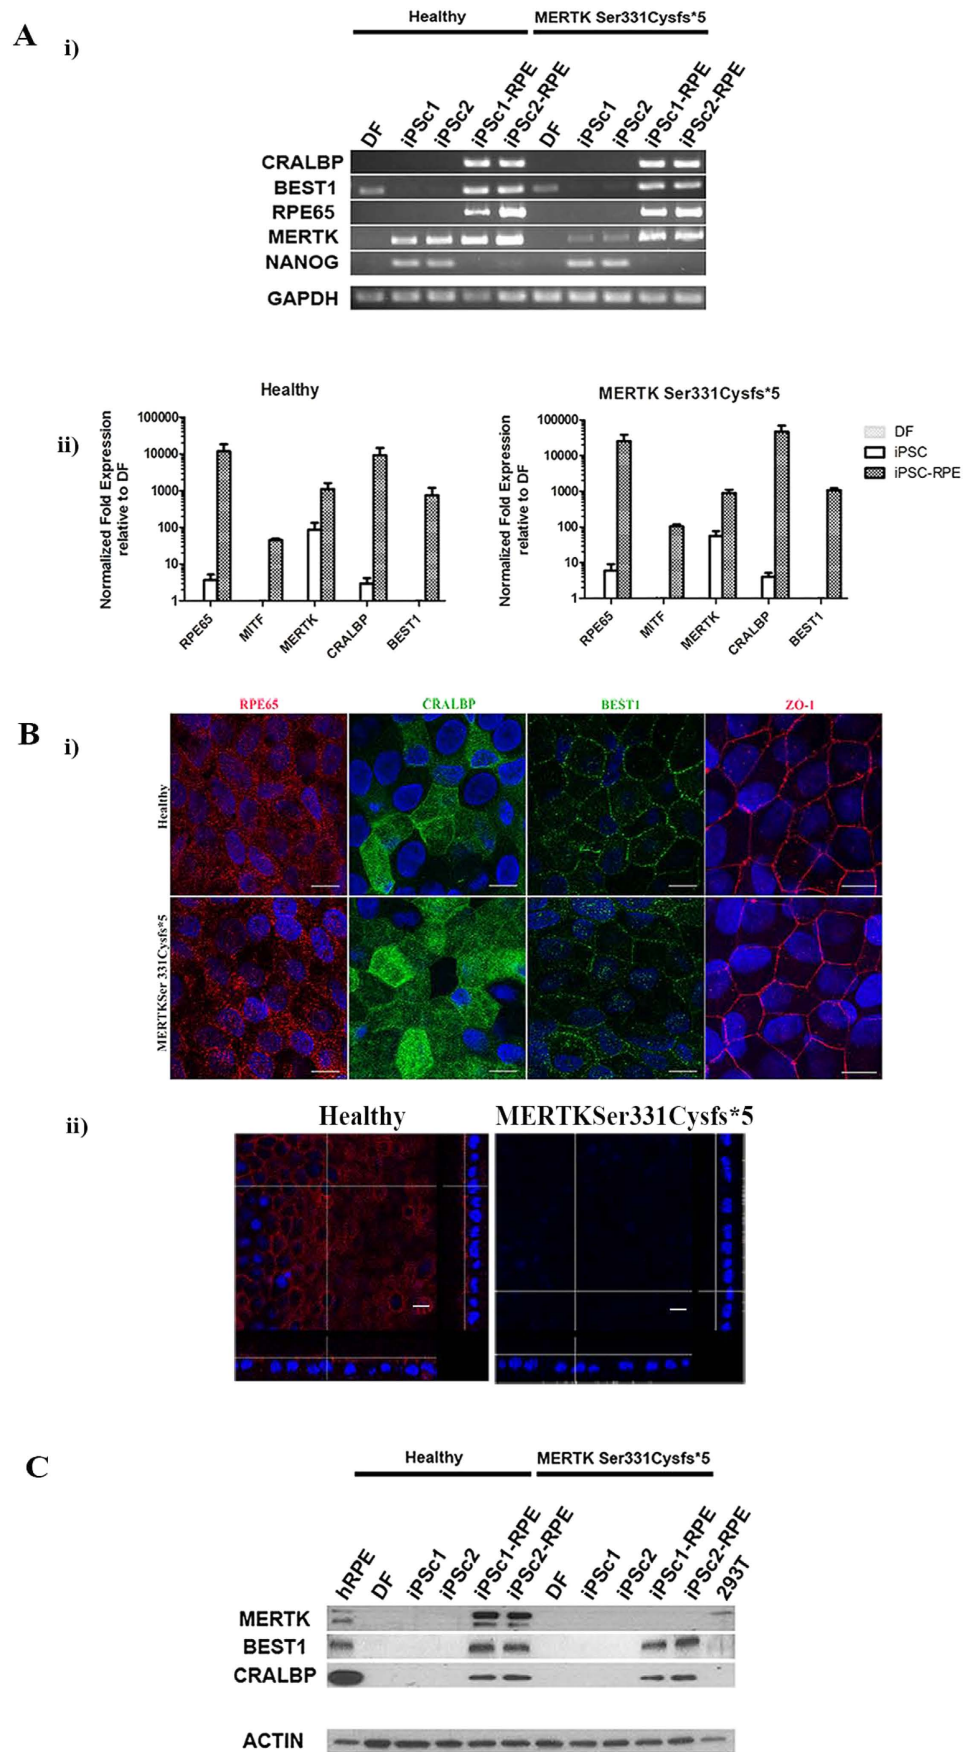 A
i)
Healthy
MERTK Ser331Cysfs*5
DF iPSc1 iPSc2 iPSc1-RPE iPSc2-RPE DF iPSc1 iPSc2 iPSc1-RPE iPSc2-RPE
CRALBP
BEST1
RPE65
MERTK
NANOG
GAPDH
ii)
Healthy
Normalized Fold Expression
relative to DF
100000
10000
1000
100
10
1
RPE65 MITF MERTK CRALBP BEST1
MERTK Ser331Cysfs*5
Normalized Fold Expression
relative to DF
100000
10000
1000
100
10
1
RPE65 MITF MERTK CRALBP BEST1
DF
iPSC
iPSC-RPE
B
i)
RPE65 CRALBP BEST1 ZO-1
Healthy
MERTKSer 331Cysfs*5
ii)
Healthy
MERTKSer331Cysfs*5
C
Healthy
MERTK Ser331Cysfs*5
hRPE DF iPSc1 iPSc2 iPSc1-RPE iPSc2-RPE DF iPSc1 iPSc2 iPSc1-RPE iPSc2-RPE 293T
MERTK
BEST1
CRALBP
ACTIN